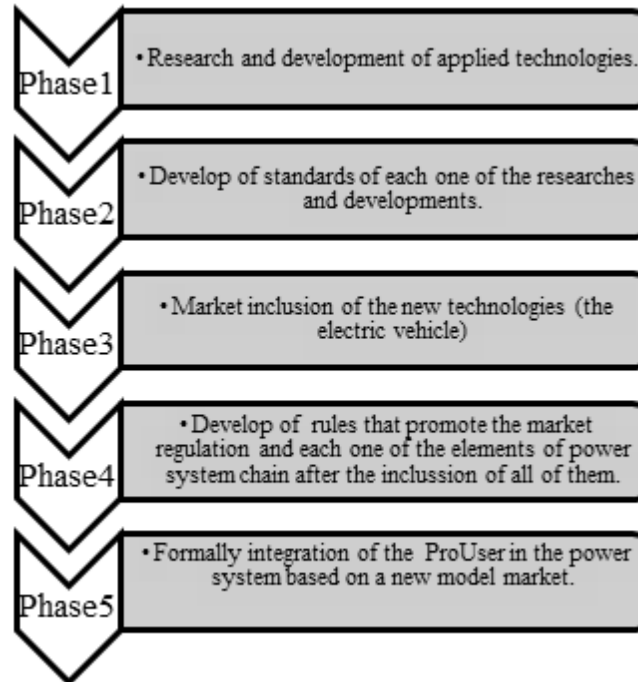 Phase1
• Research and development of applied technologies.
Phase2
• Develop of standards of each one of the researches
and developments.
Phase3
• Market inclusion of the new technologies (the
electric vehicle)
Phase4
• Develop of rules that promote the market
regulation and each one of the elements of power
system chain after the inclussion of all of them.
Phase5
• Formally integration of the ProUser in the power
system based on a new model market.